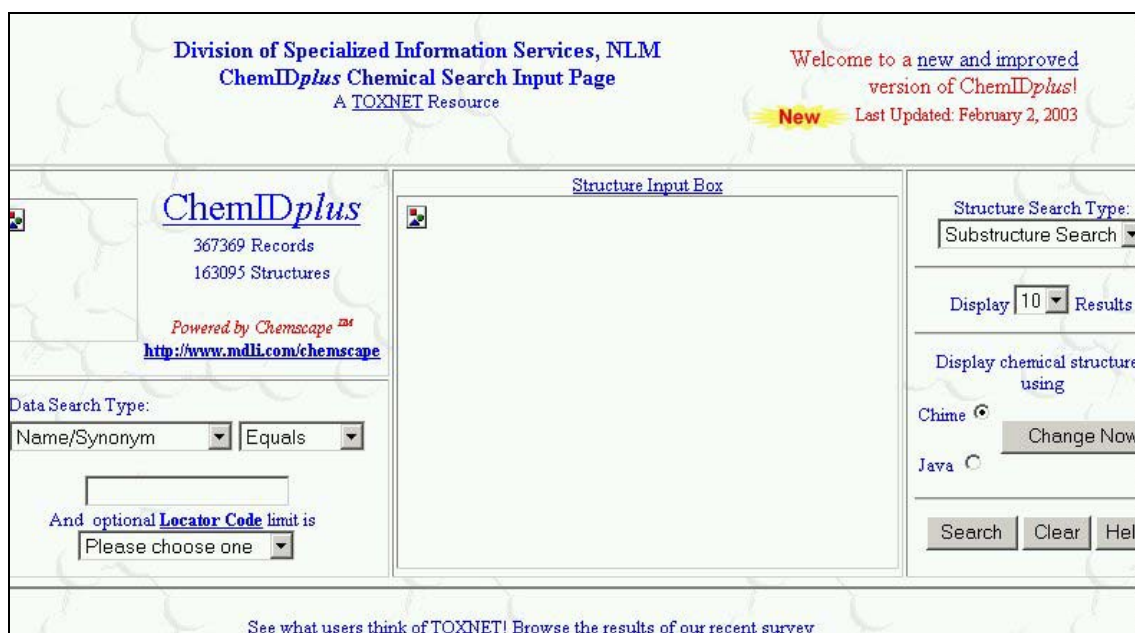 Division of Specialized Information Services, NLM
ChemIDplus Chemical Search Input Page
A TOXNET Resource
Welcome to a new and improved
version of ChemIDplus!
New Last Updated: February 2, 2003
ChemIDplus
367369 Records
163095 Structures
Powered by Chemscape TM
http://www.mdli.com/chemscape
Data Search Type:
Name/Synonym Equals
And optional Locator Code limit is
Please choose one
Structure Input Box
Structure Search Type:
Substructure Search
Display 10 Results
Display chemical structure
using
Chime
Change Now
Java
Search Clear Hel
See what users think of TOXNET! Browse the results of our recent survey